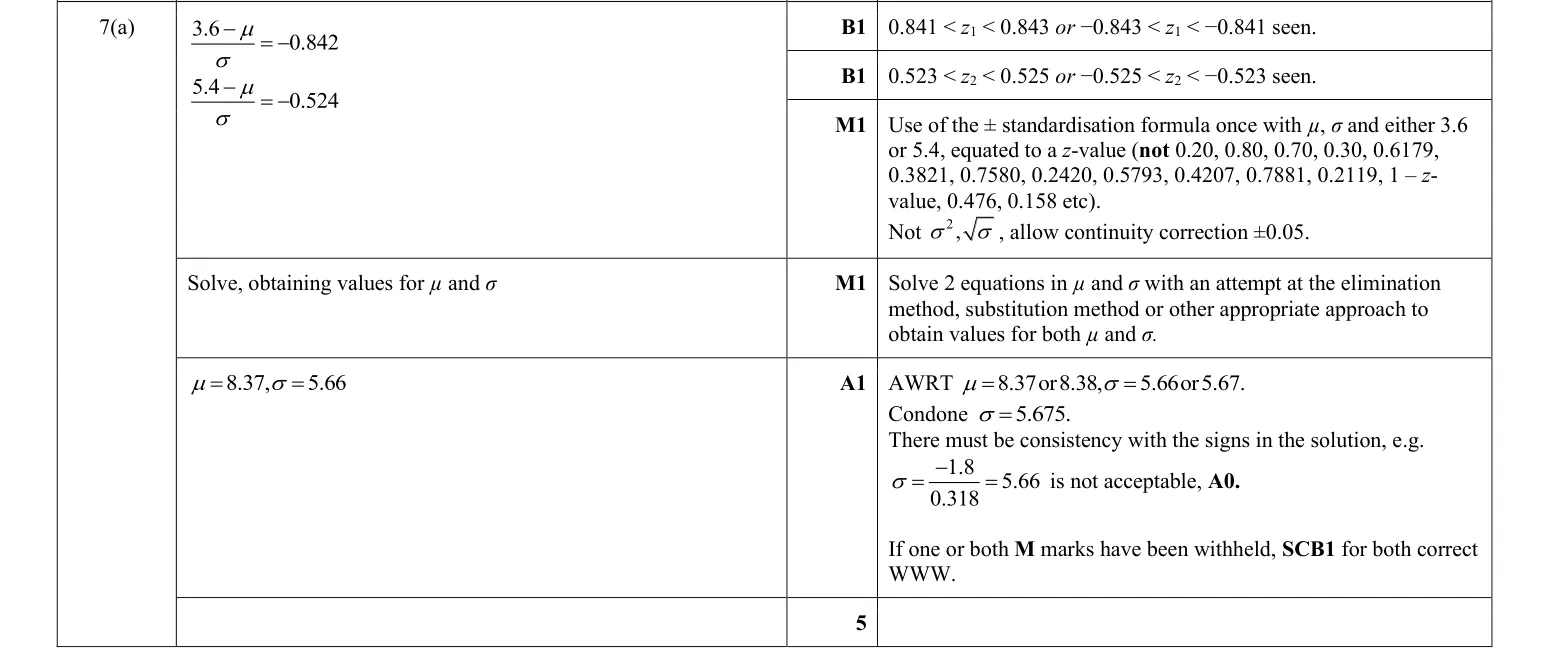 7(a)
3.6 − μ
σ
= −0.842
5.4 − μ
σ
= −0.524
B1 0.841 < z₁ < 0.843 or −0.843 < z₁ < −0.841 seen.
B1 0.523 < z₂ < 0.525 or −0.525 < z₂ < −0.523 seen.
M1 Use of the ± standardisation formula once with μ, σ and either 3.6
or 5.4, equated to a z-value (not 0.20, 0.80, 0.70, 0.30, 0.6179,
0.3821, 0.7580, 0.2420, 0.5793, 0.4207, 0.7881, 0.2119, 1 – z-
value, 0.476, 0.158 etc).
Not σ², √σ , allow continuity correction ±0.05.
Solve, obtaining values for μ and σ
M1 Solve 2 equations in μ and σ with an attempt at the elimination
method, substitution method or other appropriate approach to
obtain values for both μ and σ.
μ = 8.37, σ = 5.66
A1 AWRT μ = 8.37 or 8.38, σ = 5.66 or 5.67.
Condone σ = 5.675.
There must be consistency with the signs in the solution, e.g.
σ = −1.8
0.318
= 5.66 is not acceptable, A0.
If one or both M marks have been withheld, SCB1 for both correct
WWW.
5